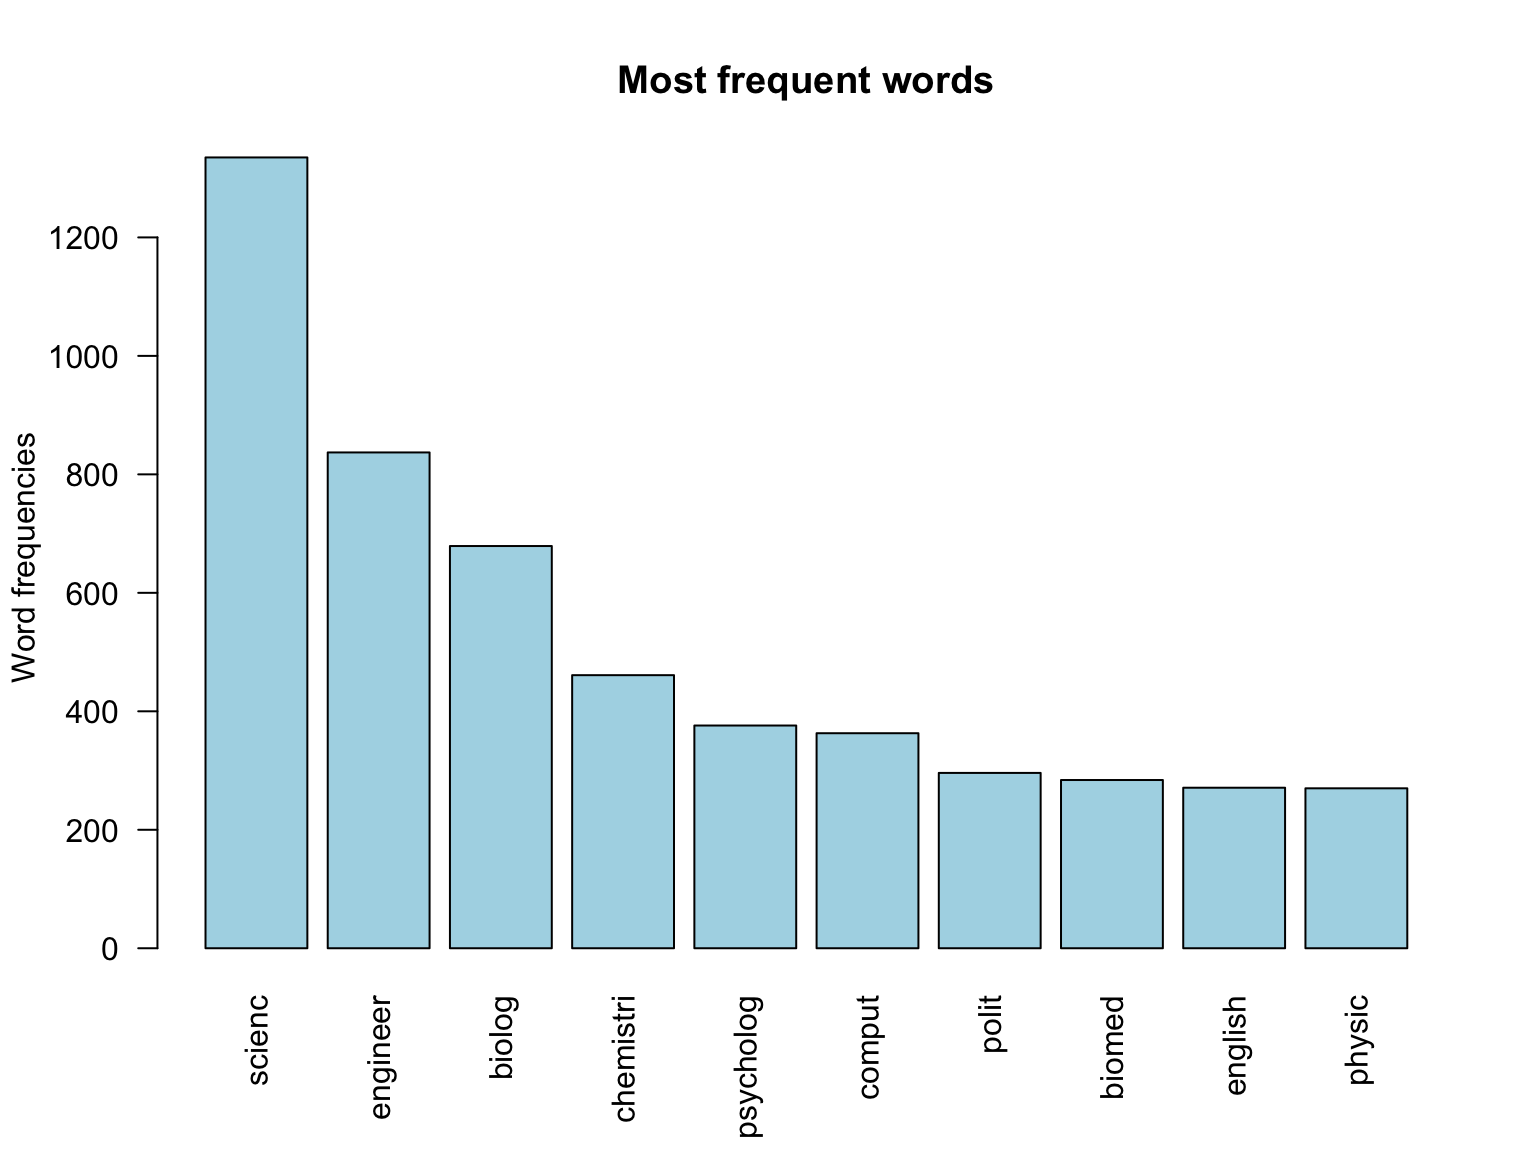 Most frequent words
Word frequencies
1200
1000
800
600
400
200
0
scienc
engineer
biolog
chemistri
psycholog
comput
polit
biomed
english
physic